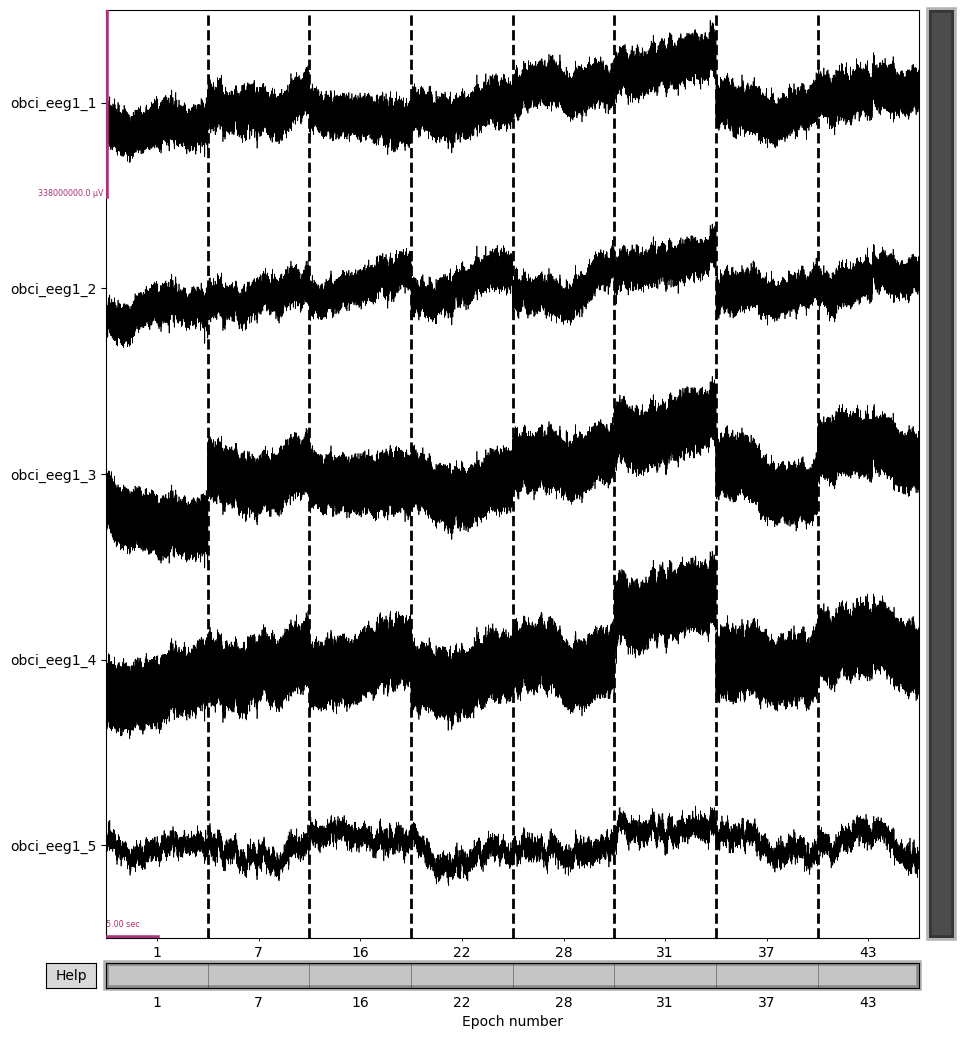 obci_eeg1_1
338000000.0 µV
obci_eeg1_2
obci_eeg1_3
obci_eeg1_4
obci_eeg1_5
5.00 sec
1 7 16 22 28 31 37 43
Help
1 7 16 22 28 31 37 43
Epoch number